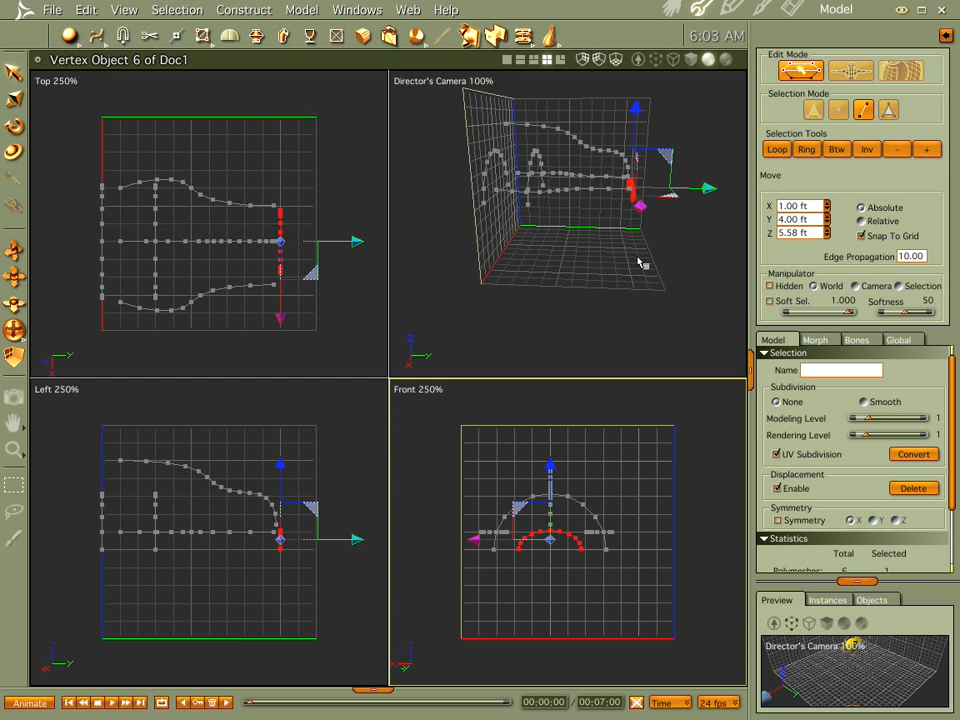 File Edit View Selection Construct Model Windows Web Help
Model
6:03 AM
Vertex Object 6 of Doc1
Top 250%
Director's Camera 100%
Left 250%
Front 250%
Edit Mode
Selection Mode
Selection Tools
Loop Ring Btw Inv - +
Move
X 1.00 ft
Absolute
Y 4.00 ft
Relative
Z 5.58 ft
Snap To Grid
Edge Propagation 10.00
Manipulator
Hidden World Camera Selection
Soft Sel. 1.000 Softness 50
Model Morph Bones Global
Selection
Name
Subdivision
None Smooth
Modeling Level 1
Rendering Level 1
UV Subdivision Convert
Displacement
Enable Delete
Symmetry
Symmetry X Y Z
Statistics
Total Selected
Polymeshes: 6 1
Preview Instances Objects
Director's Camera 100%
Animate
00:00:00 / 00:07:00 Time 24 fps